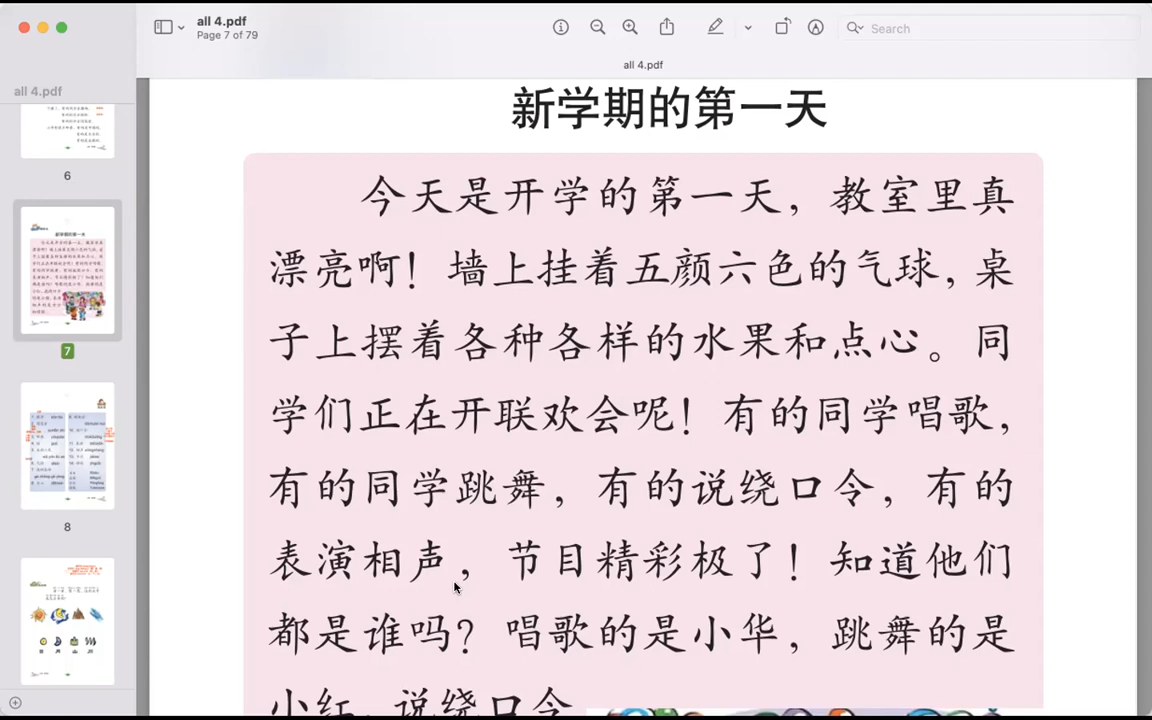 all 4.pdf
Page 7 of 79
Search
all 4.pdf
all 4.pdf
6
7
8
新学期的第一天
今天是开学的第一天，教室里真
漂亮啊！墙上挂着五颜六色的气球，桌
子上摆着各种各样的水果和点心。同
学们正在开联欢会呢！有的同学唱歌，
有的同学跳舞，有的说绕口令，有的
表演相声，节目精彩极了！知道他们
都是谁吗？唱歌的是小华，跳舞的是
小红，说绕口令